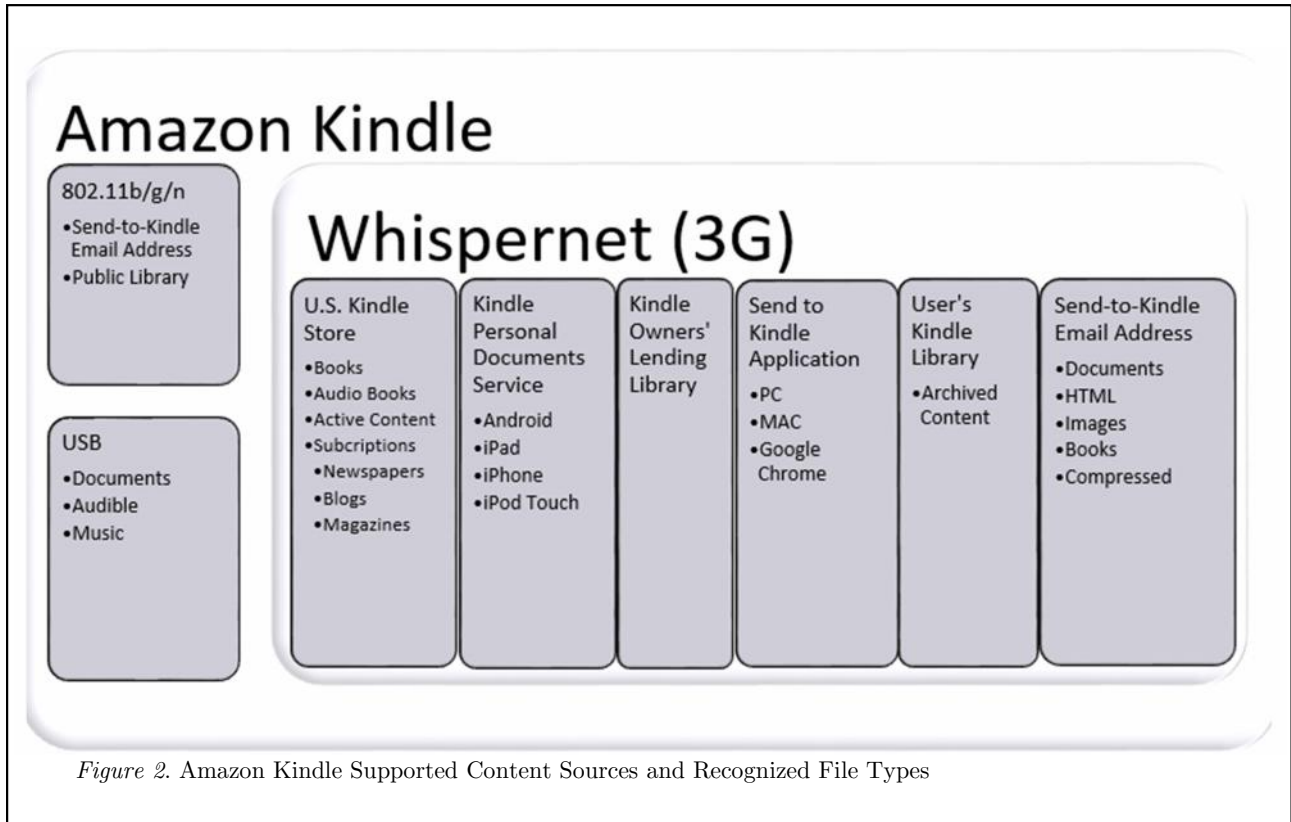 Amazon Kindle
802.11b/g/n
•Send-to-Kindle
Email Address
•Public Library
USB
•Documents
•Audible
•Music
Whispernet (3G)
U.S. Kindle
Store
•Books
•Audio Books
•Active Content
•Subcriptions
•Newspapers
•Blogs
•Magazines
Kindle
Personal
Documents
Service
•Android
•iPad
•iPhone
•iPod Touch
Kindle
Owners'
Lending
Library
Send to
Kindle
Application
•PC
•MAC
•Google
Chrome
User's
Kindle
Library
•Archived
Content
Send-to-Kindle
Email Address
•Documents
•HTML
•Images
•Books
•Compressed
Figure 2. Amazon Kindle Supported Content Sources and Recognized File Types